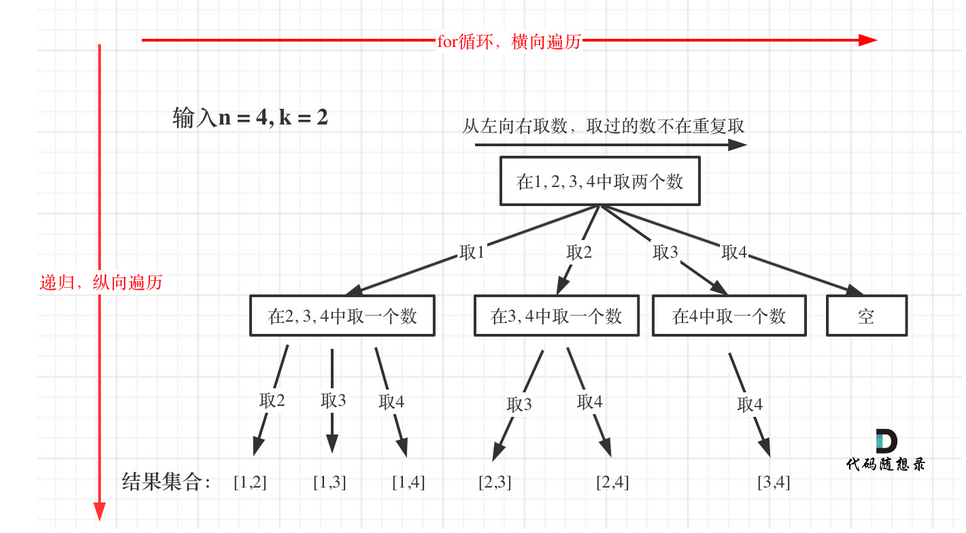 for循环，横向遍历
输入n = 4, k = 2
从左向右取数，取过的数不在重复取
在1, 2, 3, 4中取两个数
取1 取2 取3 取4
递归，纵向遍历
在2, 3, 4中取一个数 在3, 4中取一个数 在4中取一个数 空
取2 取3 取4 取3 取4 取4
代码随想录
结果集合： [1,2] [1,3] [1,4] [2,3] [2,4] [3,4]